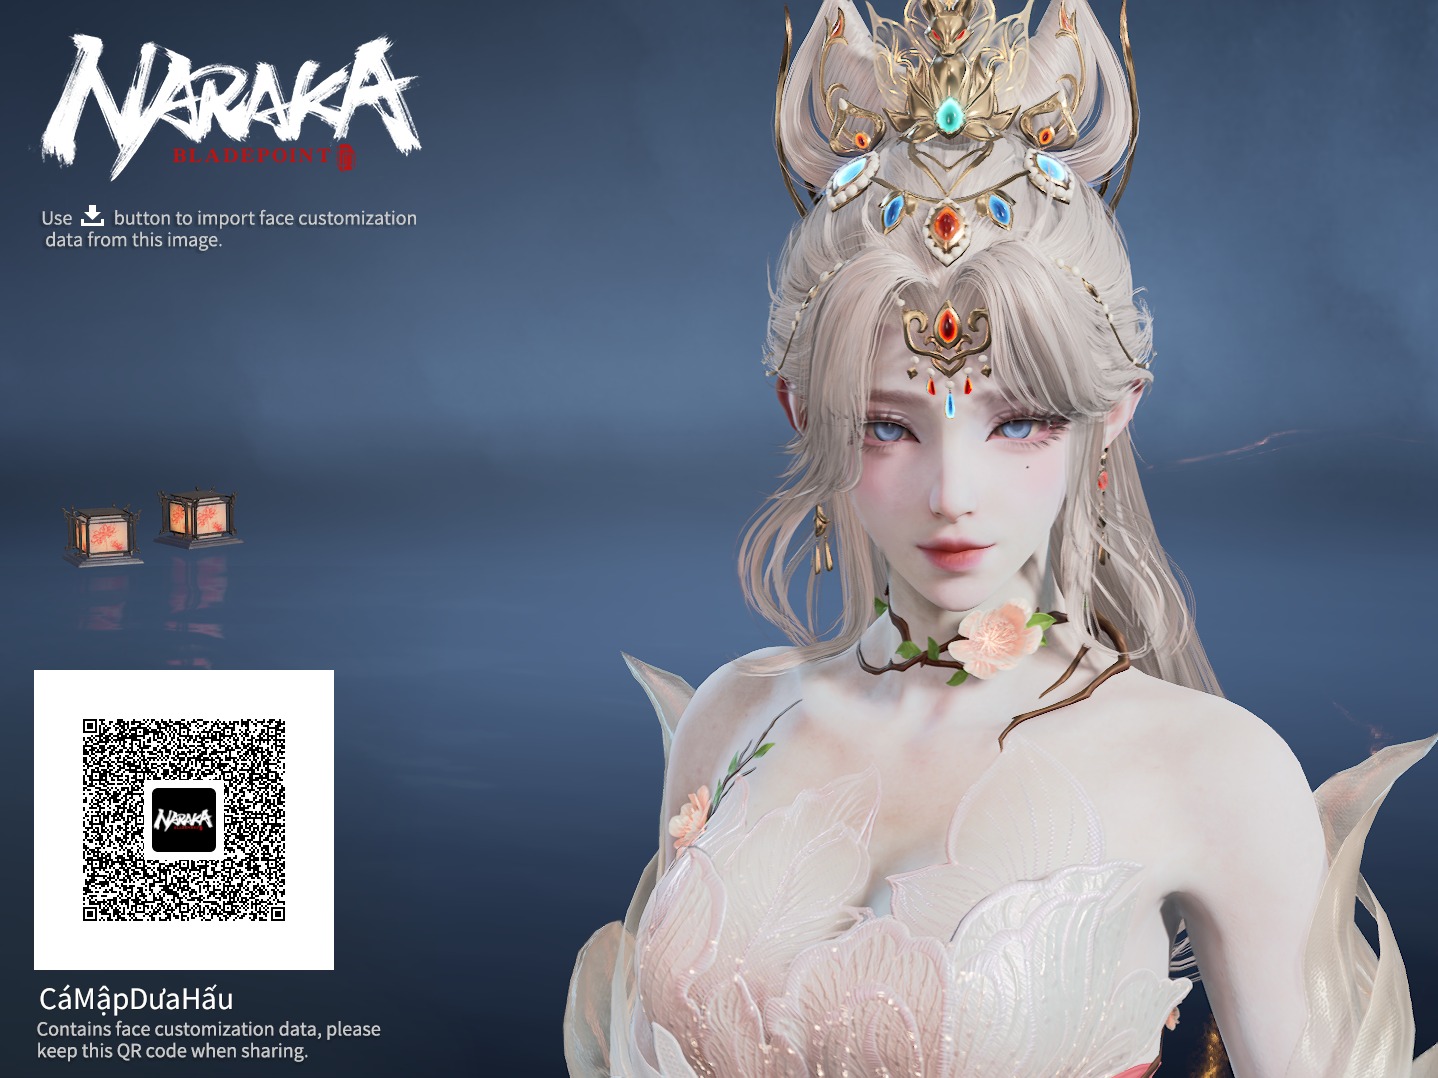 NARAKA
BLADEPOINT
Use button to import face customization
data from this image.
NARAKA
CáMậpDưaHấu
Contains face customization data, please
keep this QR code when sharing.